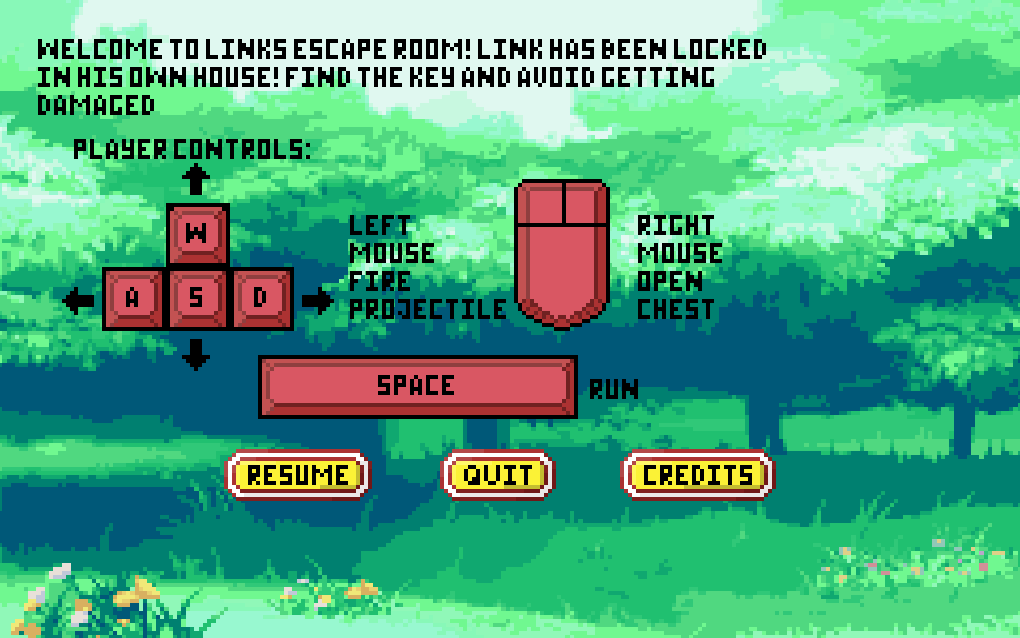 WELCOME TO LINKS ESCAPE ROOM! LINK HAS BEEN LOCKED
IN HIS OWN HOUSE! FIND THE KEY AND AVOID GETTING
DAMAGED
PLAYER CONTROLS:
W
A S D
LEFT
MOUSE
FIRE
PROJECTILE
RIGHT
MOUSE
OPEN
CHEST
SPACE
RUN
RESUME
QUIT
CREDITS